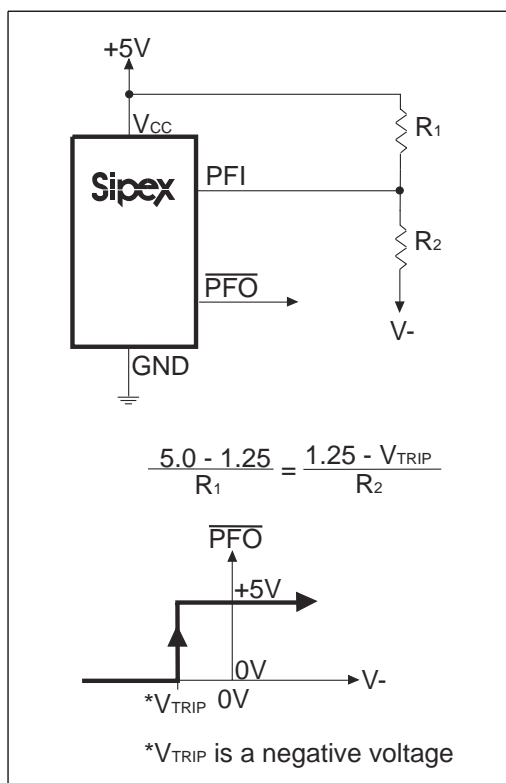 +5V
VCC
R1
Sipex
PFI
R2
PFO
V-
GND
5.0 - 1.25 / R1 = 1.25 - VTRIP / R2
PFO
+5V
0V
V-
*VTRIP 0V
*VTRIP is a negative voltage